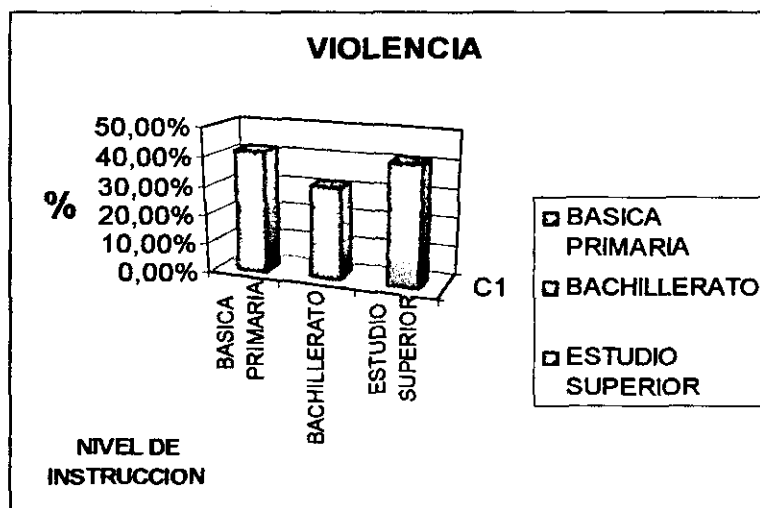 VIOLENCIA
50,00%
40,00%
30,00%
20,00%
10,00%
0,00%
%
BASICA
PRIMARIA
BACHILLERATO
ESTUDIO
SUPERIOR
C1
NIVEL DE
INSTRUCCION
BASICA
PRIMARIA
BACHILLERATO
ESTUDIO
SUPERIOR